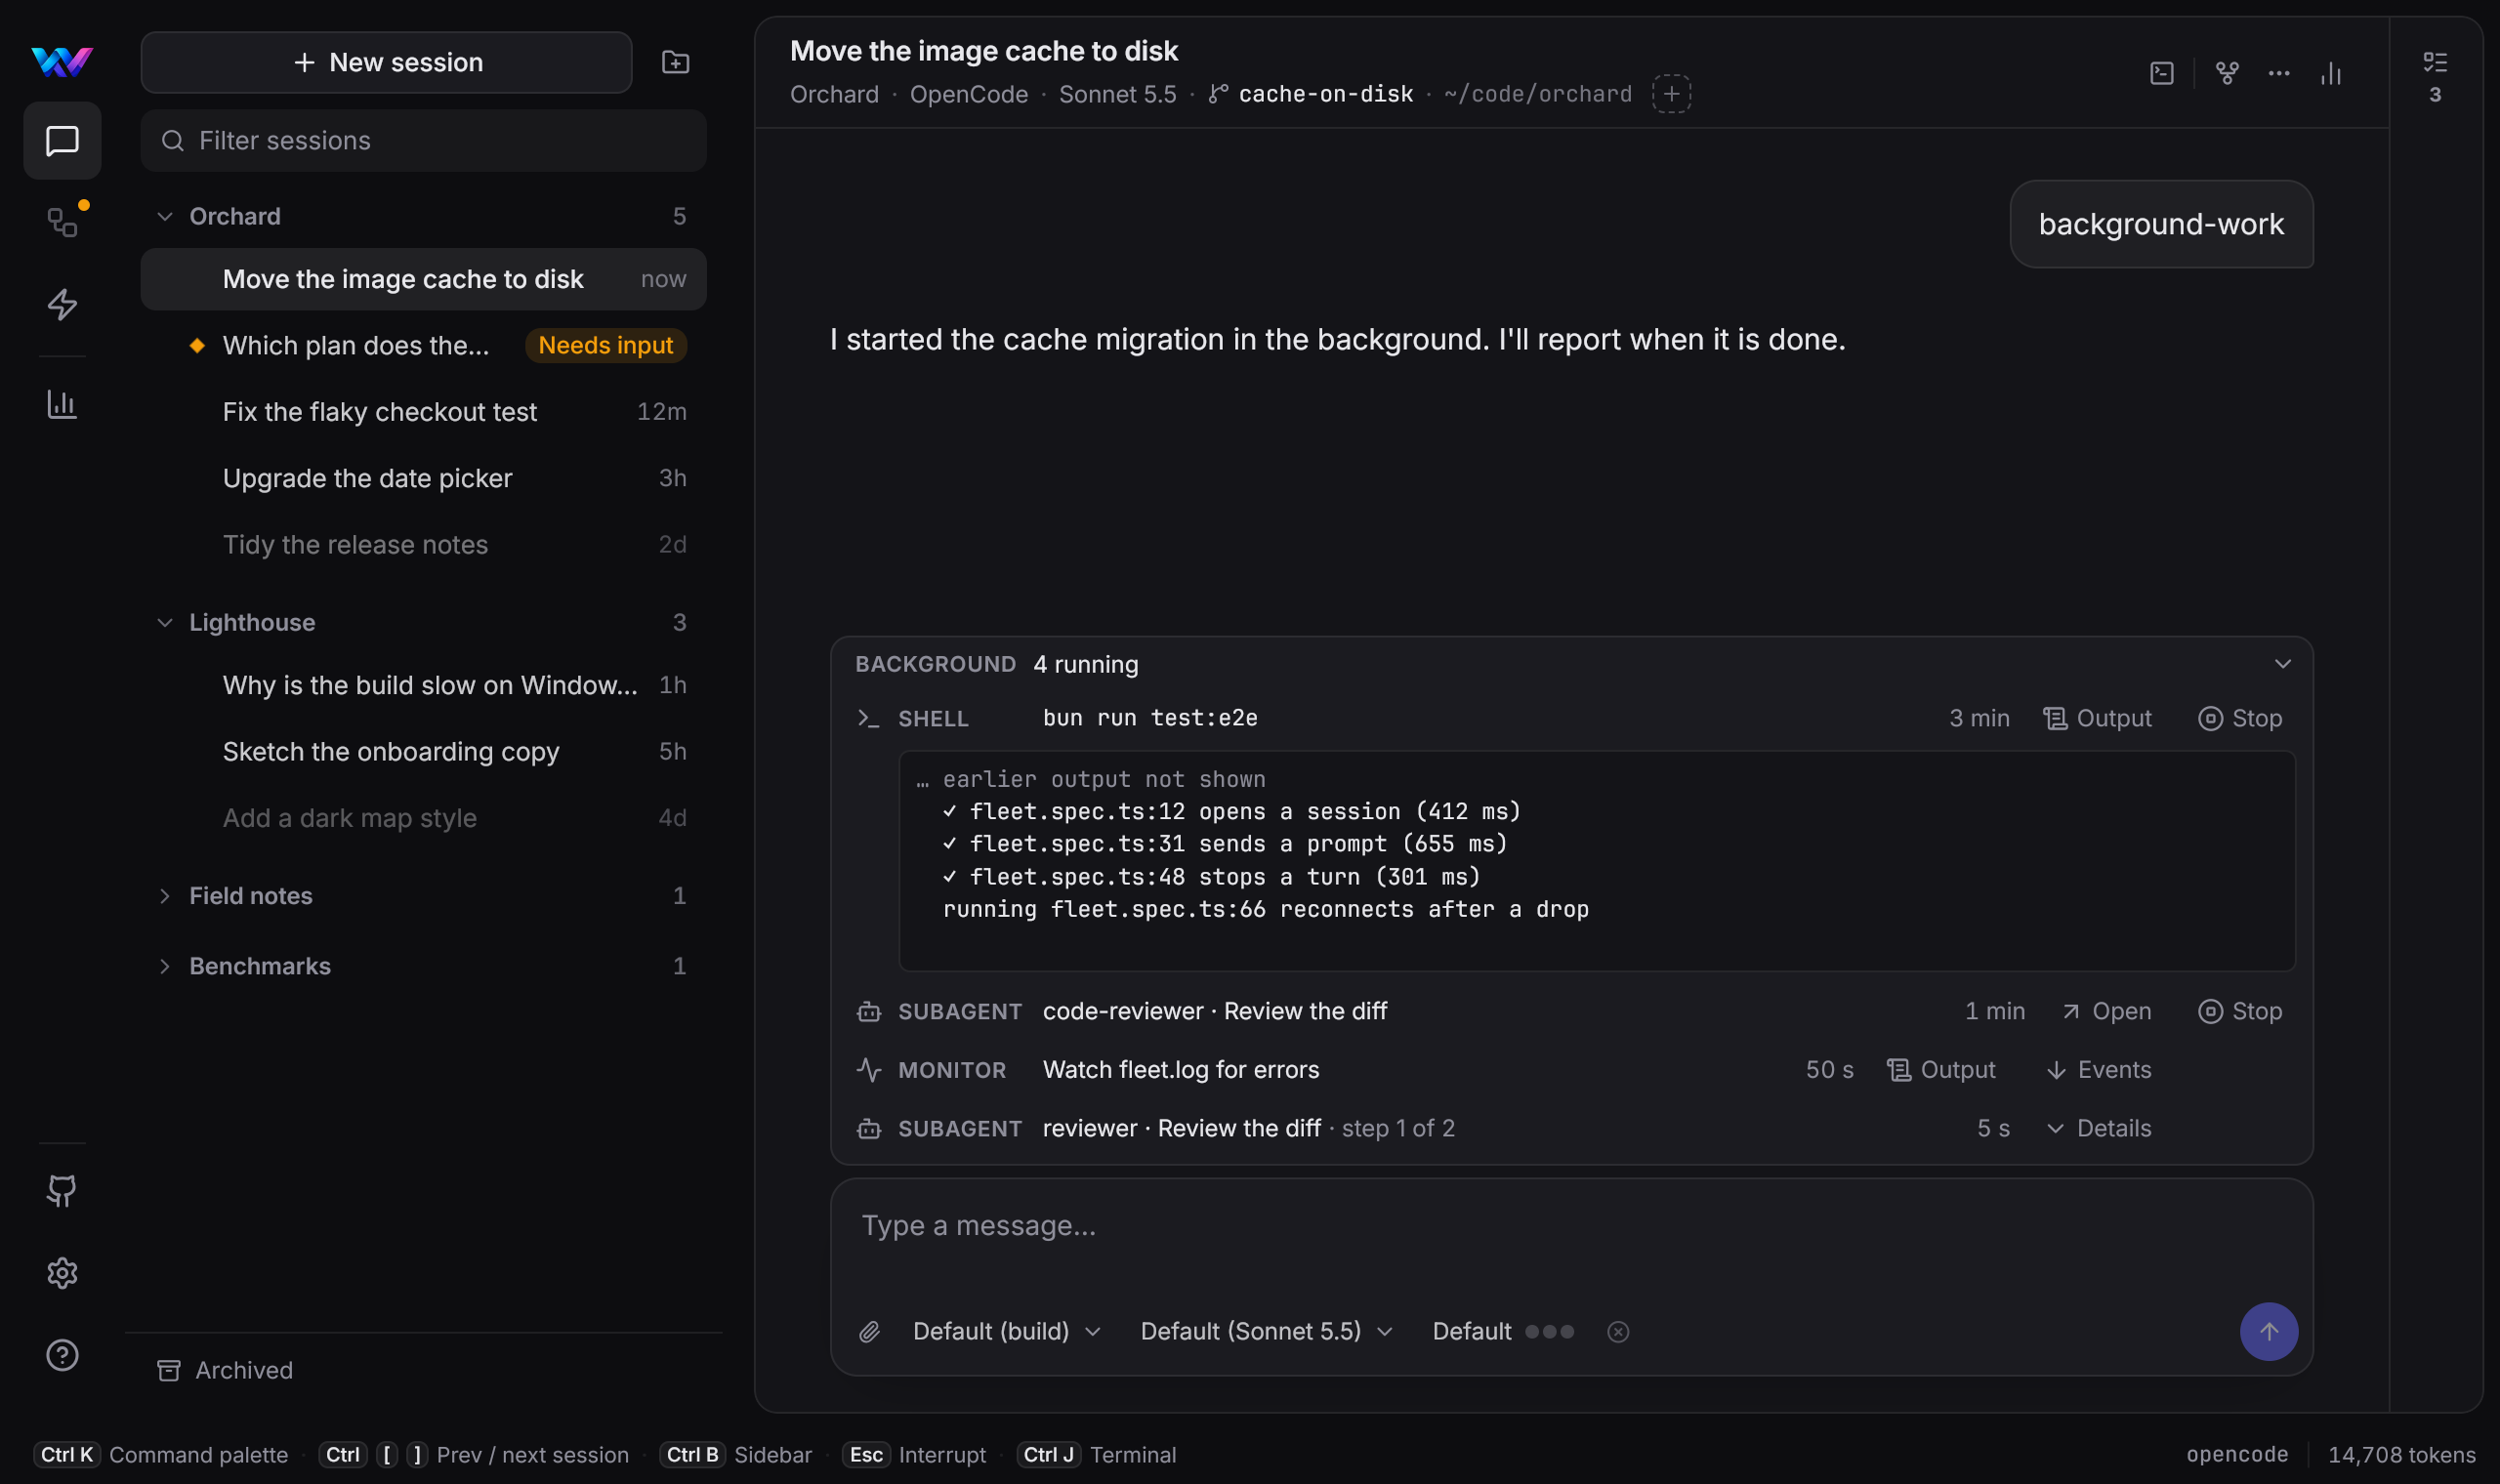 New session
Filter sessions
Orchard 5
Move the image cache to disk now
Which plan does the... Needs input
Fix the flaky checkout test 12m
Upgrade the date picker 3h
Tidy the release notes 2d
Lighthouse 3
Why is the build slow on Window... 1h
Sketch the onboarding copy 5h
Add a dark map style 4d
Field notes 1
Benchmarks 1
Archived
Move the image cache to disk
Orchard · OpenCode · Sonnet 5.5 · cache-on-disk · ~/code/orchard
3
background-work
I started the cache migration in the background. I'll report when it is done.
BACKGROUND 4 running
SHELL bun run test:e2e 3 min Output Stop
… earlier output not shown
✓ fleet.spec.ts:12 opens a session (412 ms)
✓ fleet.spec.ts:31 sends a prompt (655 ms)
✓ fleet.spec.ts:48 stops a turn (301 ms)
running fleet.spec.ts:66 reconnects after a drop
SUBAGENT code-reviewer · Review the diff 1 min Open Stop
MONITOR Watch fleet.log for errors 50 s Output Events
SUBAGENT reviewer · Review the diff · step 1 of 2 5 s Details
Type a message...
Default (build) Default (Sonnet 5.5) Default
Ctrl K Command palette · Ctrl [ ] Prev / next session · Ctrl B Sidebar · Esc Interrupt · Ctrl J Terminal
opencode 14,708 tokens